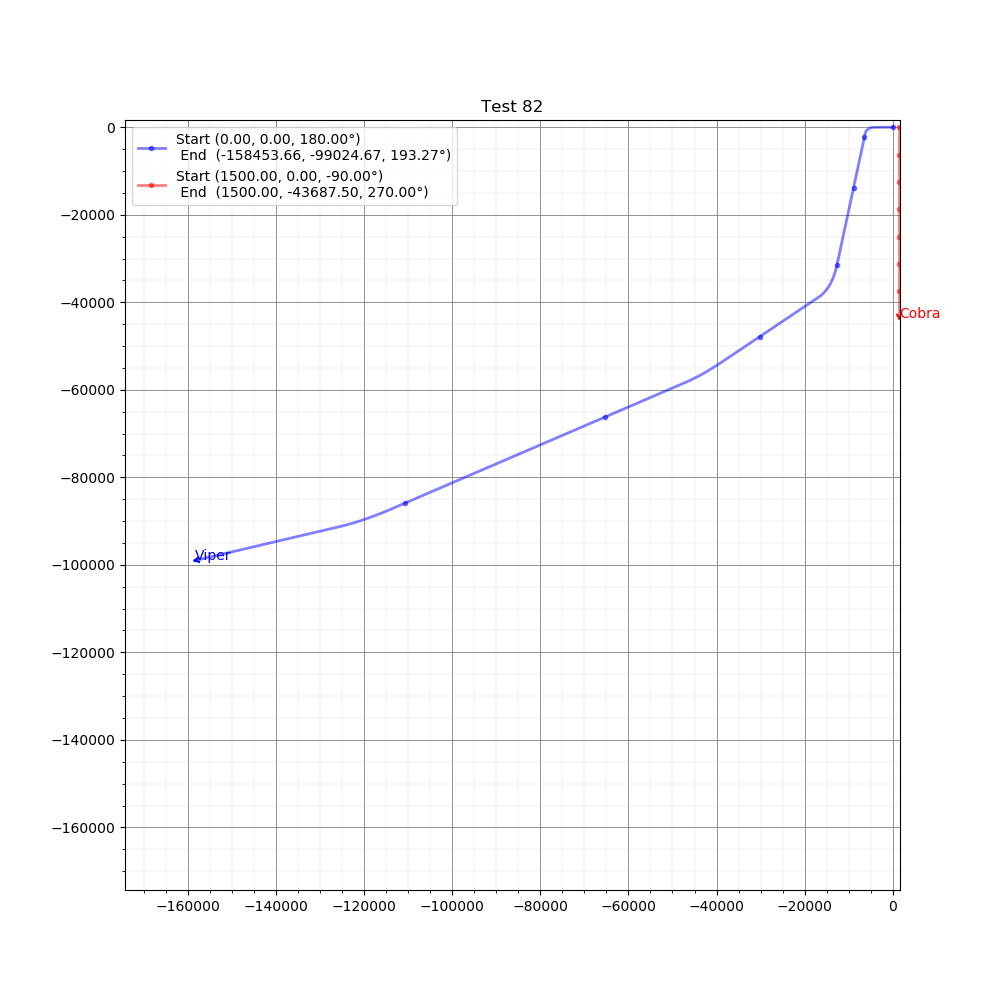 Test 82
Start (0.00, 0.00, 180.00°)
End  (-158453.66, -99024.67, 193.27°)
Start (1500.00, 0.00, -90.00°)
End  (1500.00, -43687.50, 270.00°)
0
−20000
−40000
−60000
−80000
−100000
−120000
−140000
−160000
Cobra
Viper
−160000 −140000 −120000 −100000 −80000 −60000 −40000 −20000 0